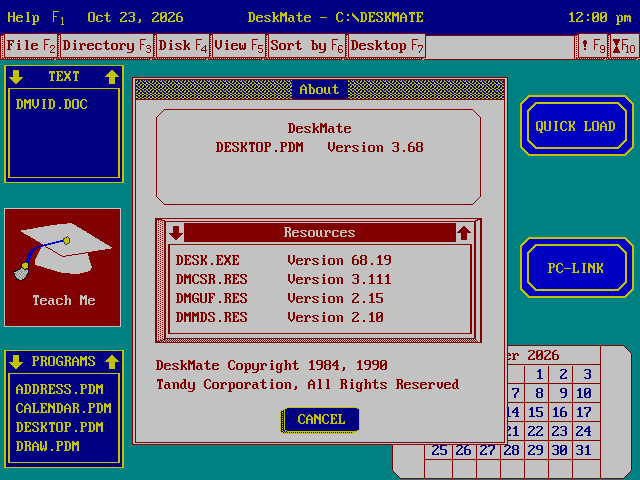 Help F1 Oct 23, 2026 DeskMate - C:\DESKMATE 12:00 pm
File F2 Directory F3 Disk F4 View F5 Sort by F6 Desktop F7 ! F9 F10
TEXT
DMVID.DOC
Teach Me
PROGRAMS
ADDRESS.PDM
CALENDAR.PDM
DESKTOP.PDM
DRAW.PDM
About
DeskMate
DESKTOP.PDM Version 3.68
Resources
DESK.EXE Version 68.19
DMCSR.RES Version 3.111
DMGUF.RES Version 2.15
DMMDS.RES Version 2.10
DeskMate Copyright 1984, 1990
Tandy Corporation, All Rights Reserved
CANCEL
QUICK LOAD
PC-LINK
er 2026
1 2 3
7 8 9 10
14 15 16 17
21 22 23 24
25 26 27 28 29 30 31